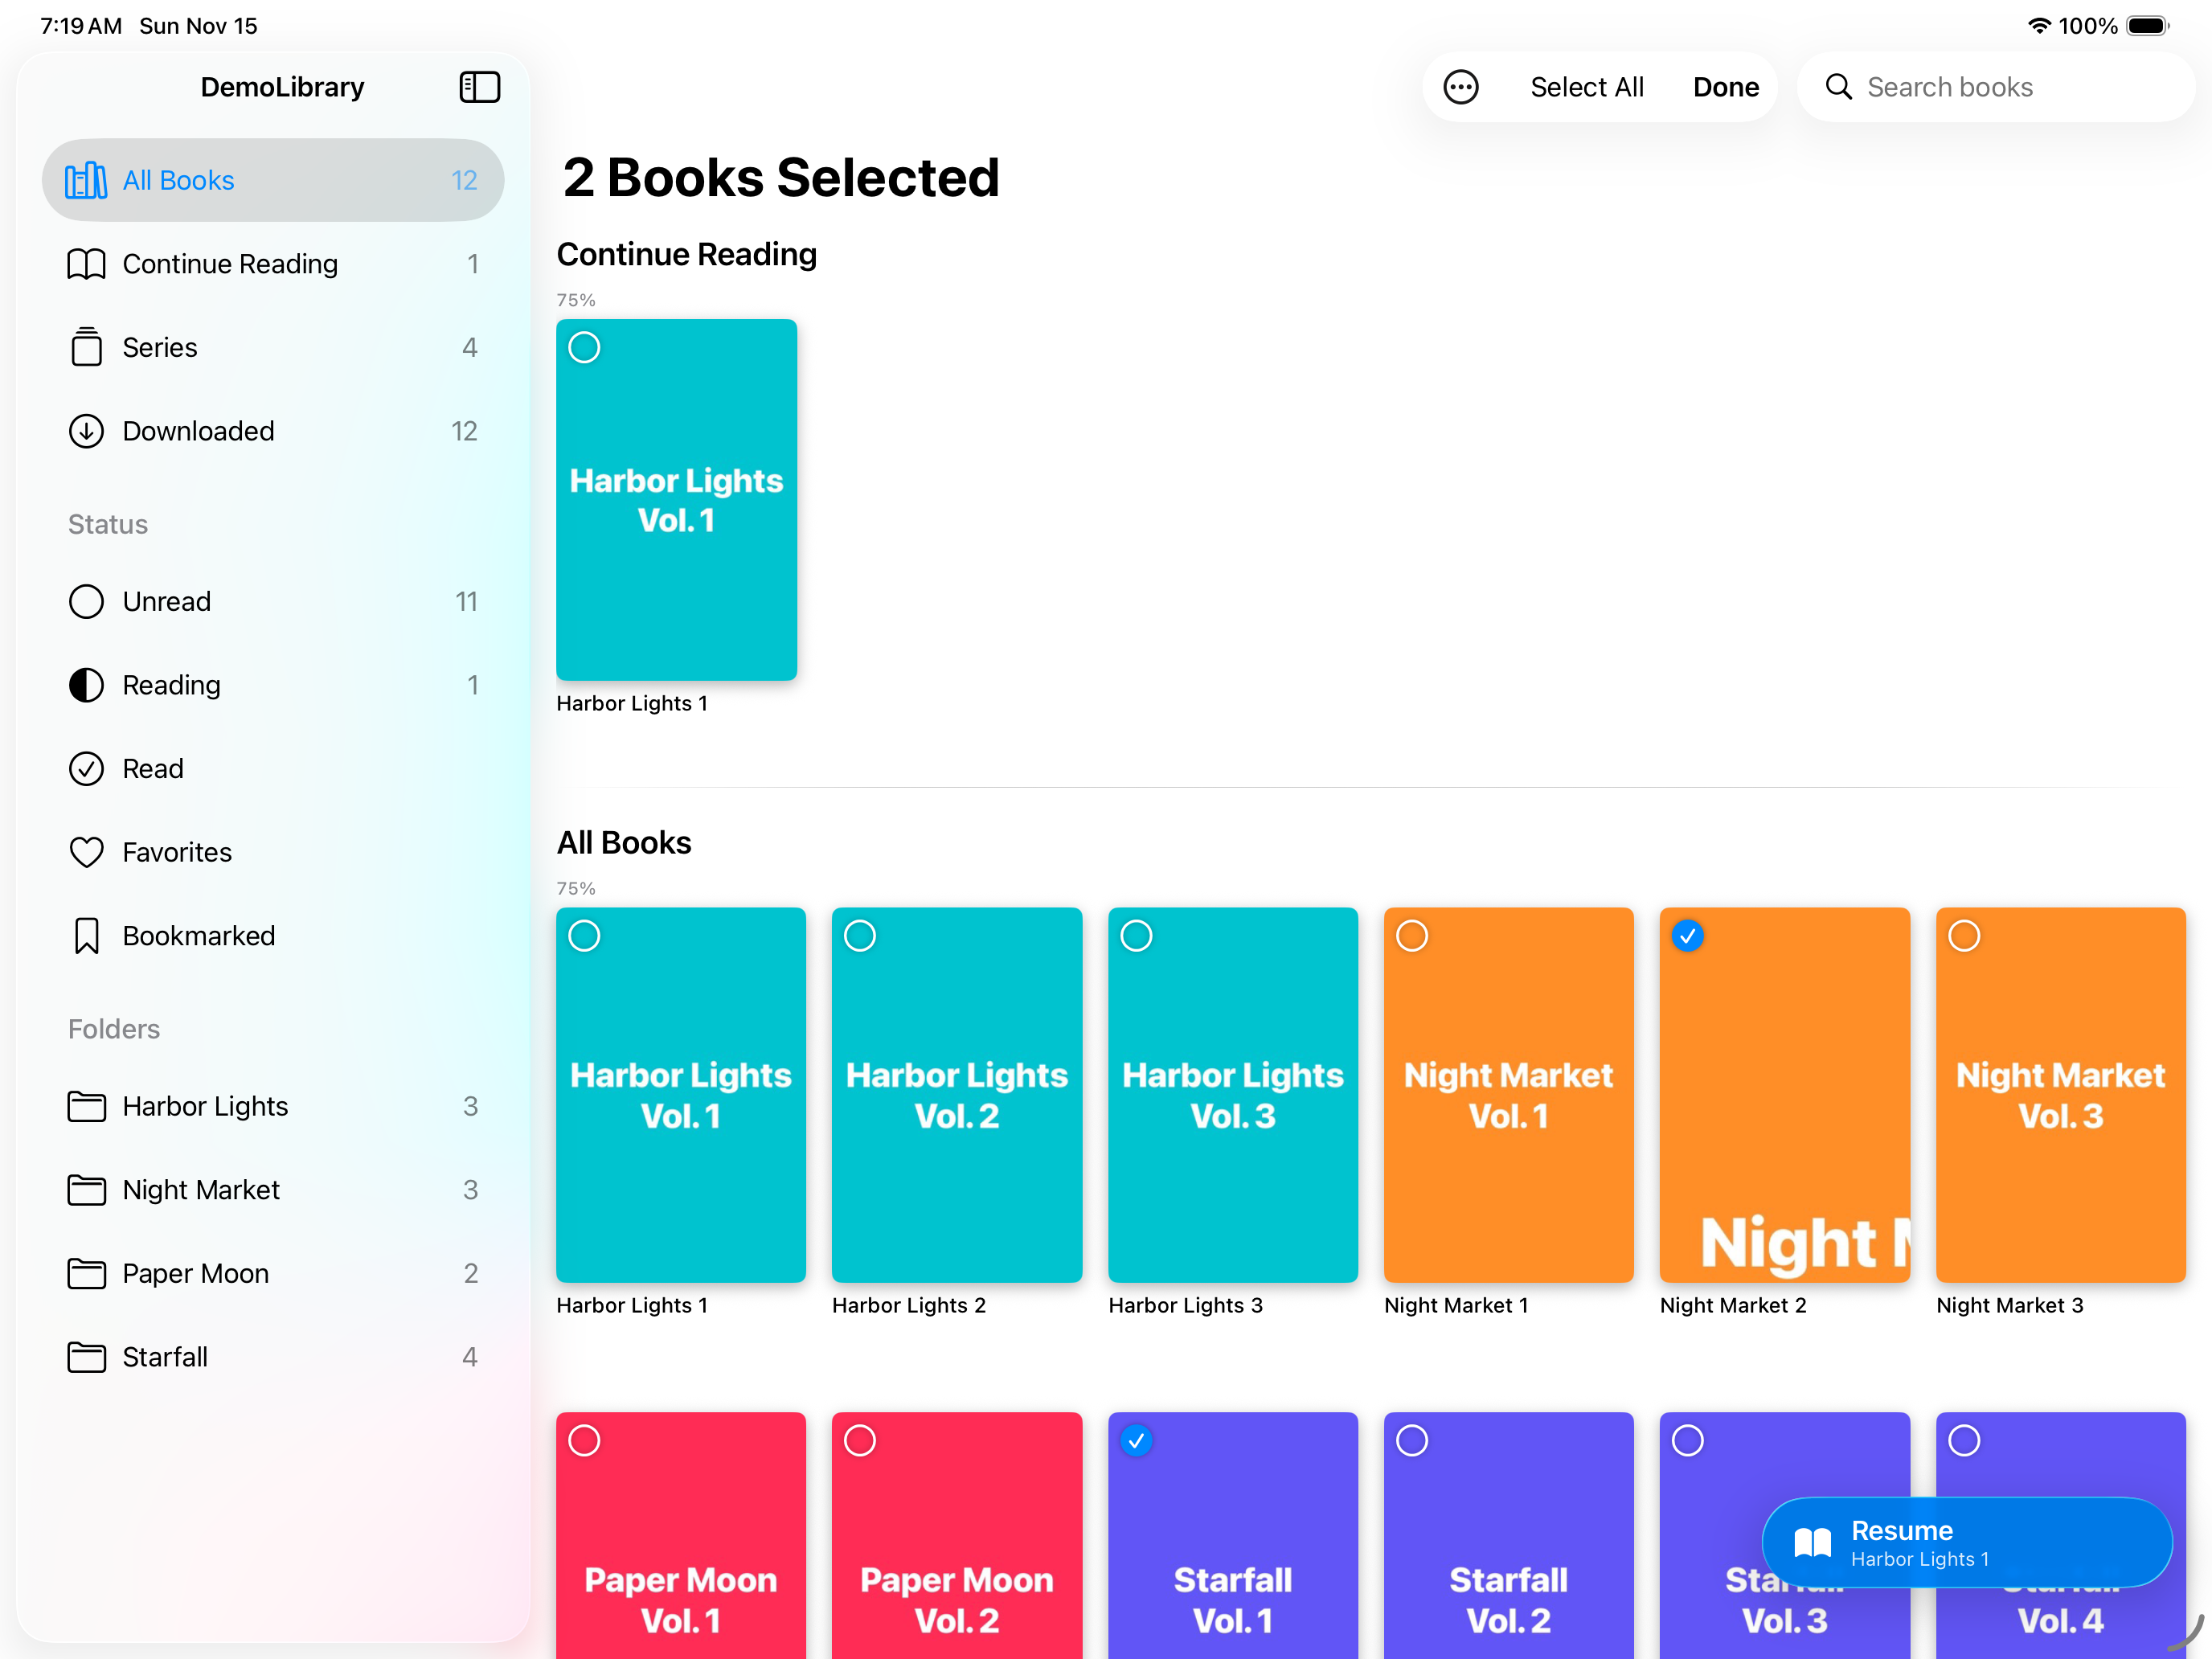 7:19 AM Sun Nov 15
100%
DemoLibrary
Select All
Done
Search books
All Books 12
Continue Reading 1
Series 4
Downloaded 12
Status
Unread 11
Reading 1
Read
Favorites
Bookmarked
Folders
Harbor Lights 3
Night Market 3
Paper Moon 2
Starfall 4
2 Books Selected
Continue Reading
75%
Harbor Lights
Vol. 1
Harbor Lights 1
All Books
75%
Harbor Lights
Vol. 1
Harbor Lights 1
Harbor Lights
Vol. 2
Harbor Lights 2
Harbor Lights
Vol. 3
Harbor Lights 3
Night Market
Vol. 1
Night Market 1
Night
Night Market 2
Night Market
Vol. 3
Night Market 3
Paper Moon
Vol. 1
Paper Moon
Vol. 2
Starfall
Vol. 1
Starfall
Vol. 2
Vol. 3
Vol. 4
Resume
Harbor Lights 1